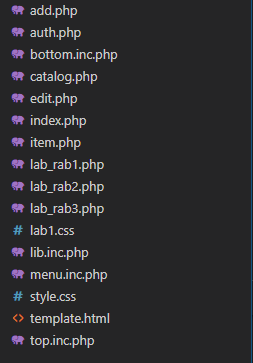 add.php
auth.php
bottom.inc.php
catalog.php
edit.php
index.php
item.php
lab_rab1.php
lab_rab2.php
lab_rab3.php
# lab1.css
lib.inc.php
menu.inc.php
# style.css
<> template.html
top.inc.php